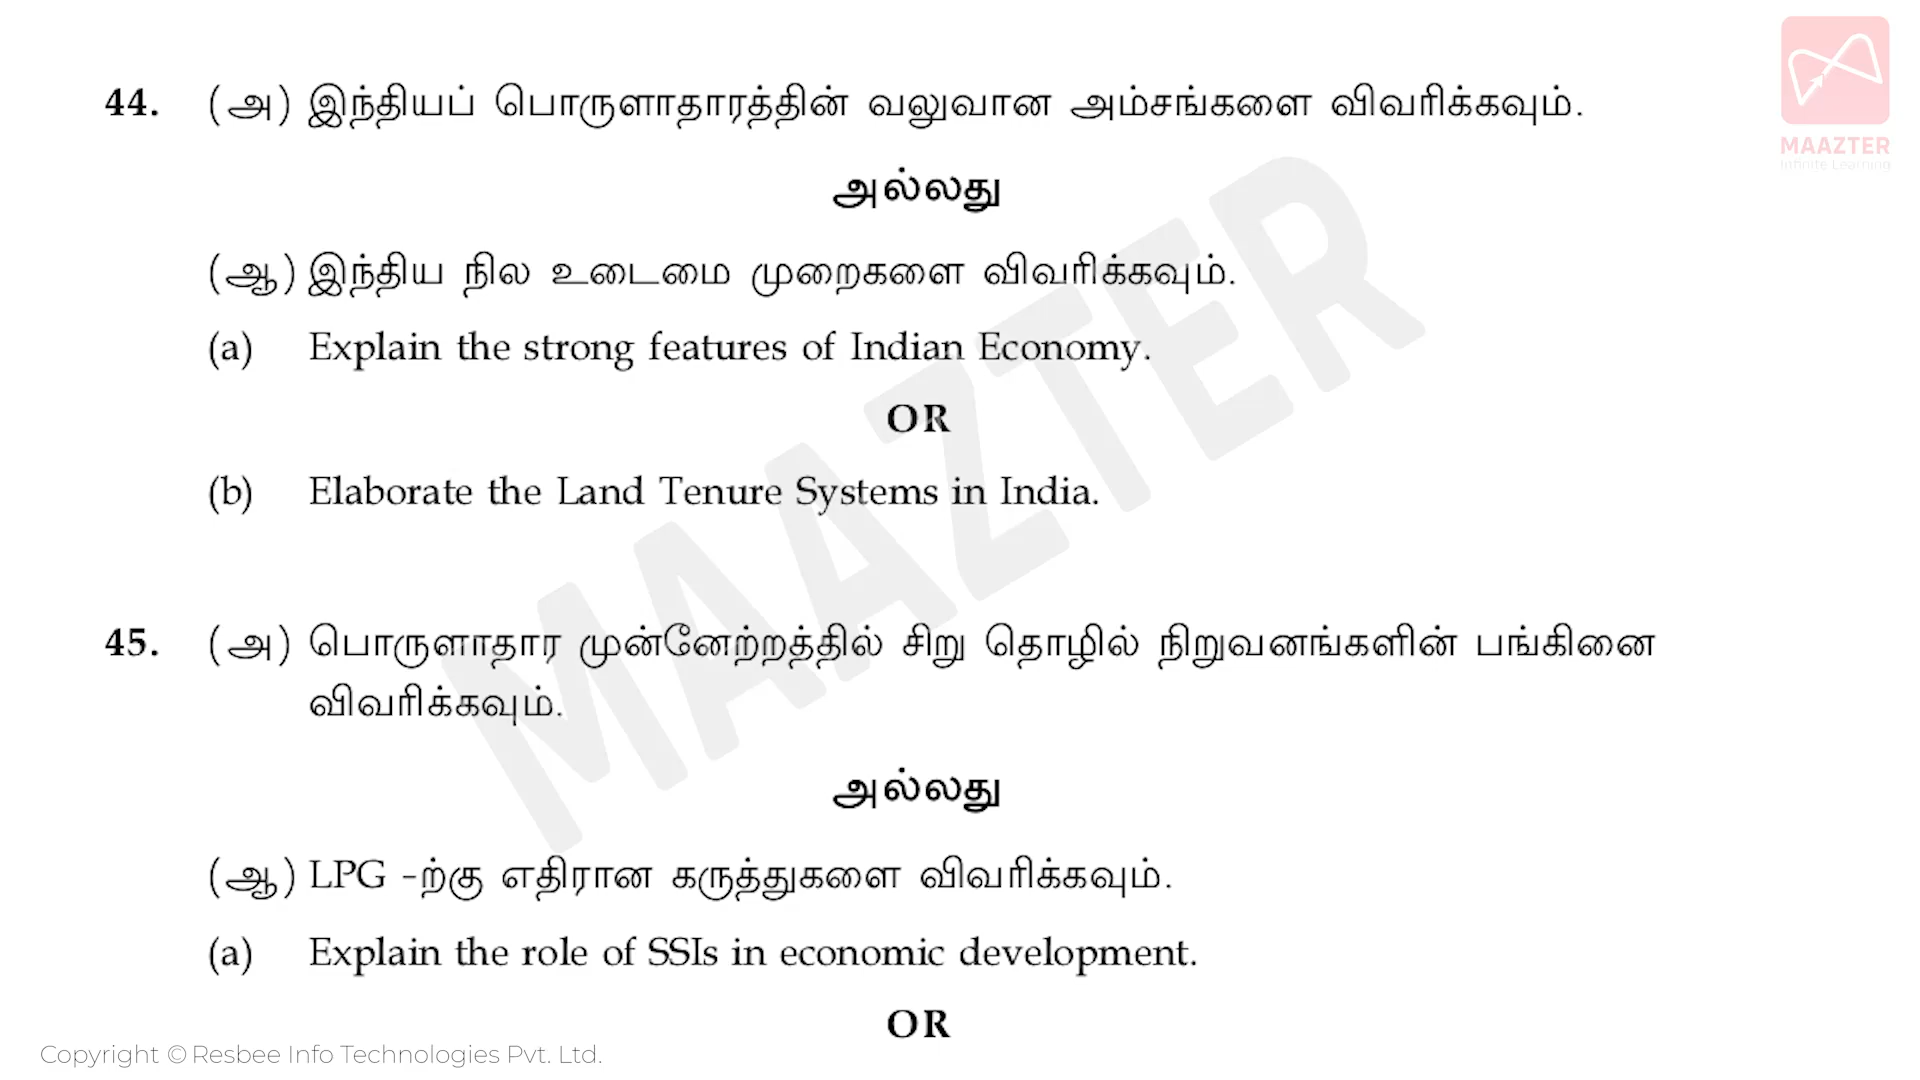 MAAZTER
Infinite Learning
44. (அ) இந்தியப் பொருளாதாரத்தின் வலுவான அம்சங்களை விவரிக்கவும்.
அல்லது
(ஆ) இந்திய நில உடைமை முறைகளை விவரிக்கவும்.
(a) Explain the strong features of Indian Economy.
OR
(b) Elaborate the Land Tenure Systems in India.
MAAZTER
45. (அ) பொருளாதார முன்னேற்றத்தில் சிறு தொழில் நிறுவனங்களின் பங்கினை
விவரிக்கவும்.
அல்லது
(ஆ) LPG -ற்கு எதிரான கருத்துகளை விவரிக்கவும்.
(a) Explain the role of SSIs in economic development.
OR
Copyright © Resbee Info Technologies Pvt. Ltd.